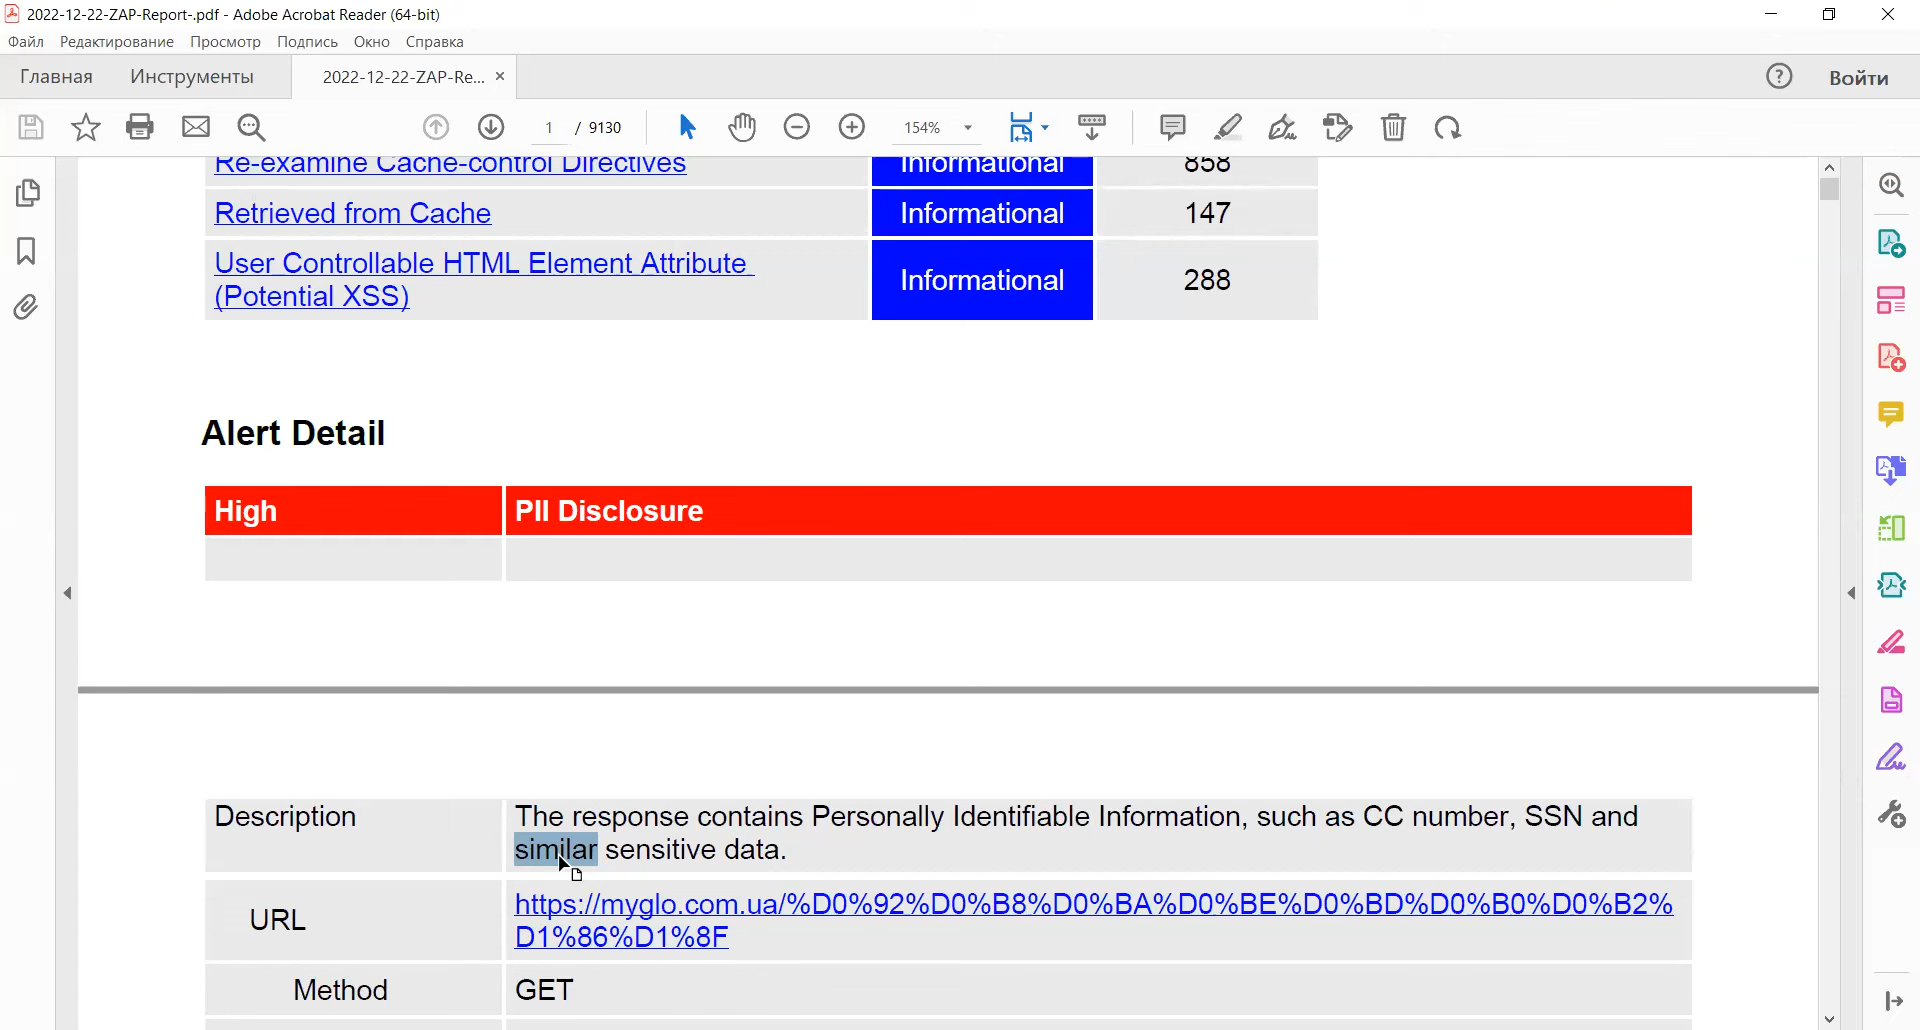 2022-12-22-ZAP-Report-.pdf - Adobe Acrobat Reader (64-bit)
Файл Редактирование Просмотр Подпись Окно Справка
Главная Инструменты 2022-12-22-ZAP-Re... × Войти
1 / 9130 154%
Re-examine Cache-control Directives Informational 858
Retrieved from Cache Informational 147
User Controllable HTML Element Attribute
(Potential XSS) Informational 288
Alert Detail
High PII Disclosure
Description The response contains Personally Identifiable Information, such as CC number, SSN and
similar sensitive data.
URL https://myglo.com.ua/%D0%92%D0%B8%D0%BA%D0%BE%D0%BD%D0%B0%D0%B2%
D1%86%D1%8F
Method GET